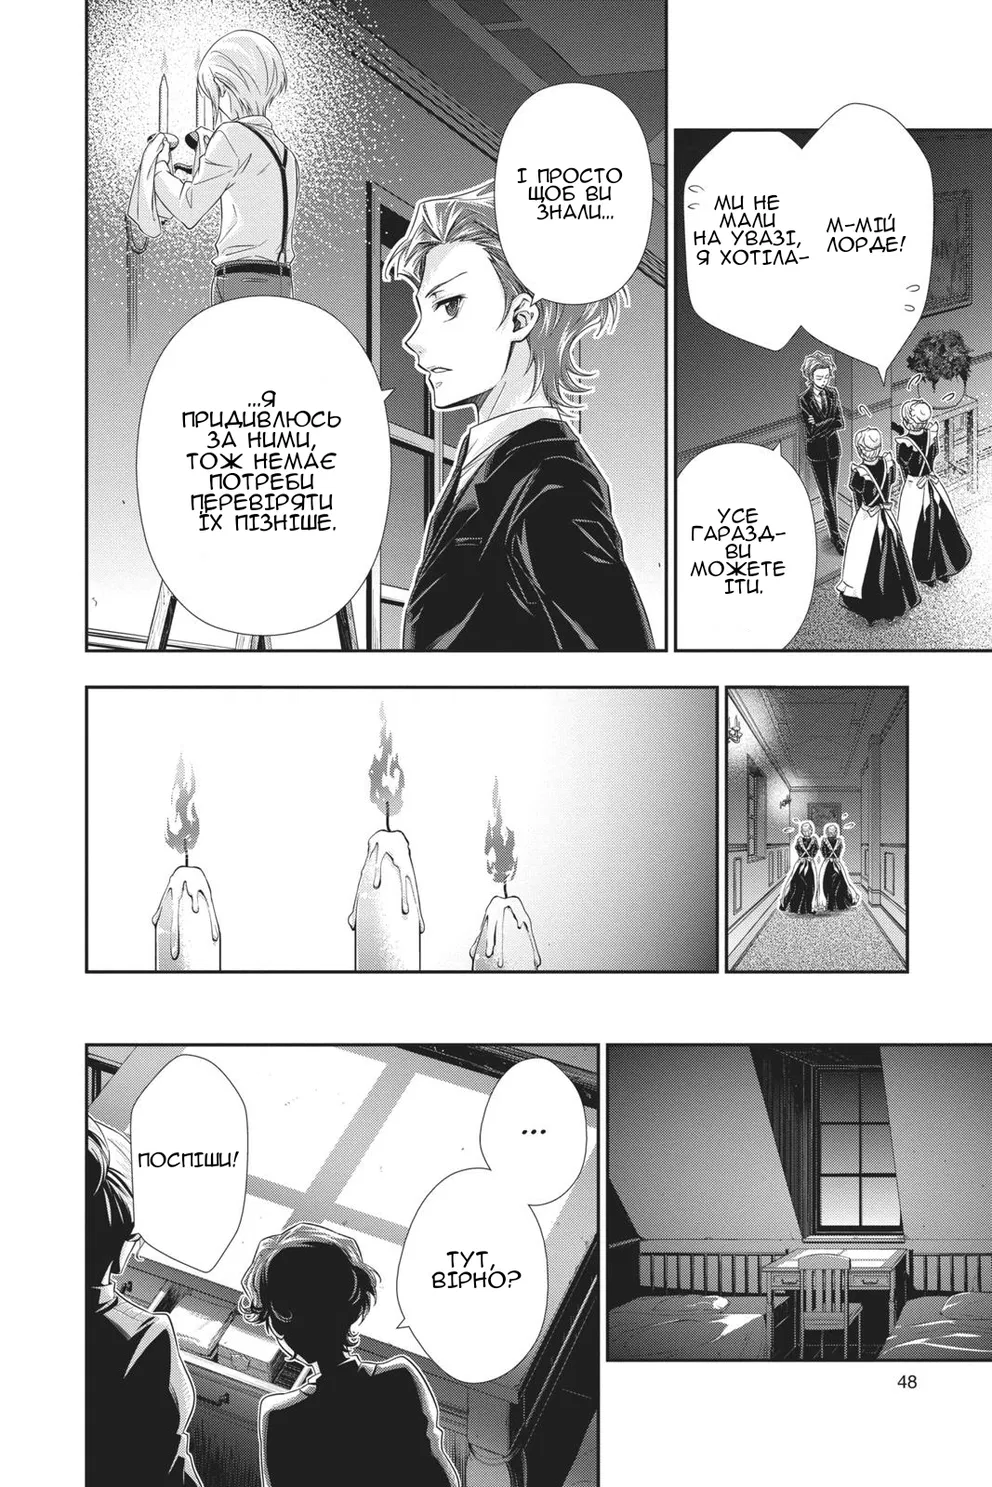 М-МІЙ
ЛОРДЕ!
МИ НЕ
МАЛИ
НА УВАЗІ,
Я ХОТІЛА-
УСЕ
ГАРАЗД-
ВИ
МОЖЕТЕ
ІТИ.
І ПРОСТО
ЩОБ ВИ
ЗНАЛИ...
...Я
ПРИДИВЛЮСЬ
ЗА НИМИ,
ТОЖ НЕМАЄ
ПОТРЕБИ
ПЕРЕВІРЯТИ
ЇХ ПІЗНІШЕ.
...
ТУТ,
ВІРНО?
ПОСПІШИ!
48